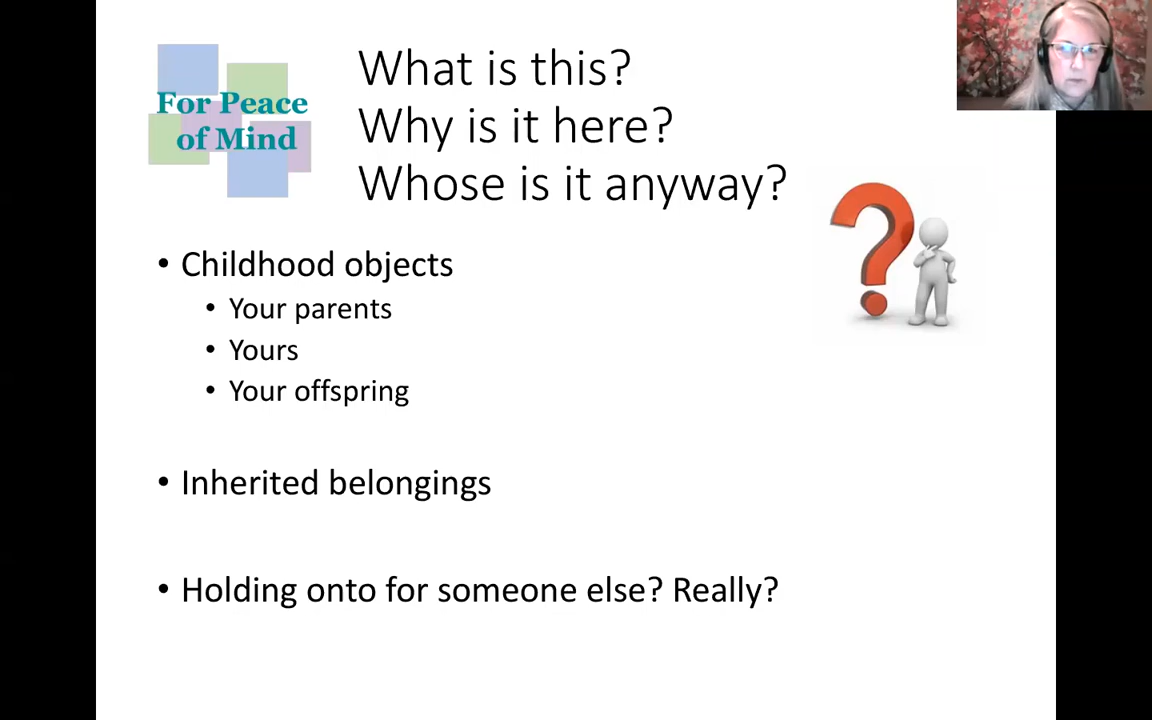 For Peace
of Mind
What is this?
Why is it here?
Whose is it anyway?
• Childhood objects
• Your parents
• Yours
• Your offspring
• Inherited belongings
• Holding onto for someone else? Really?